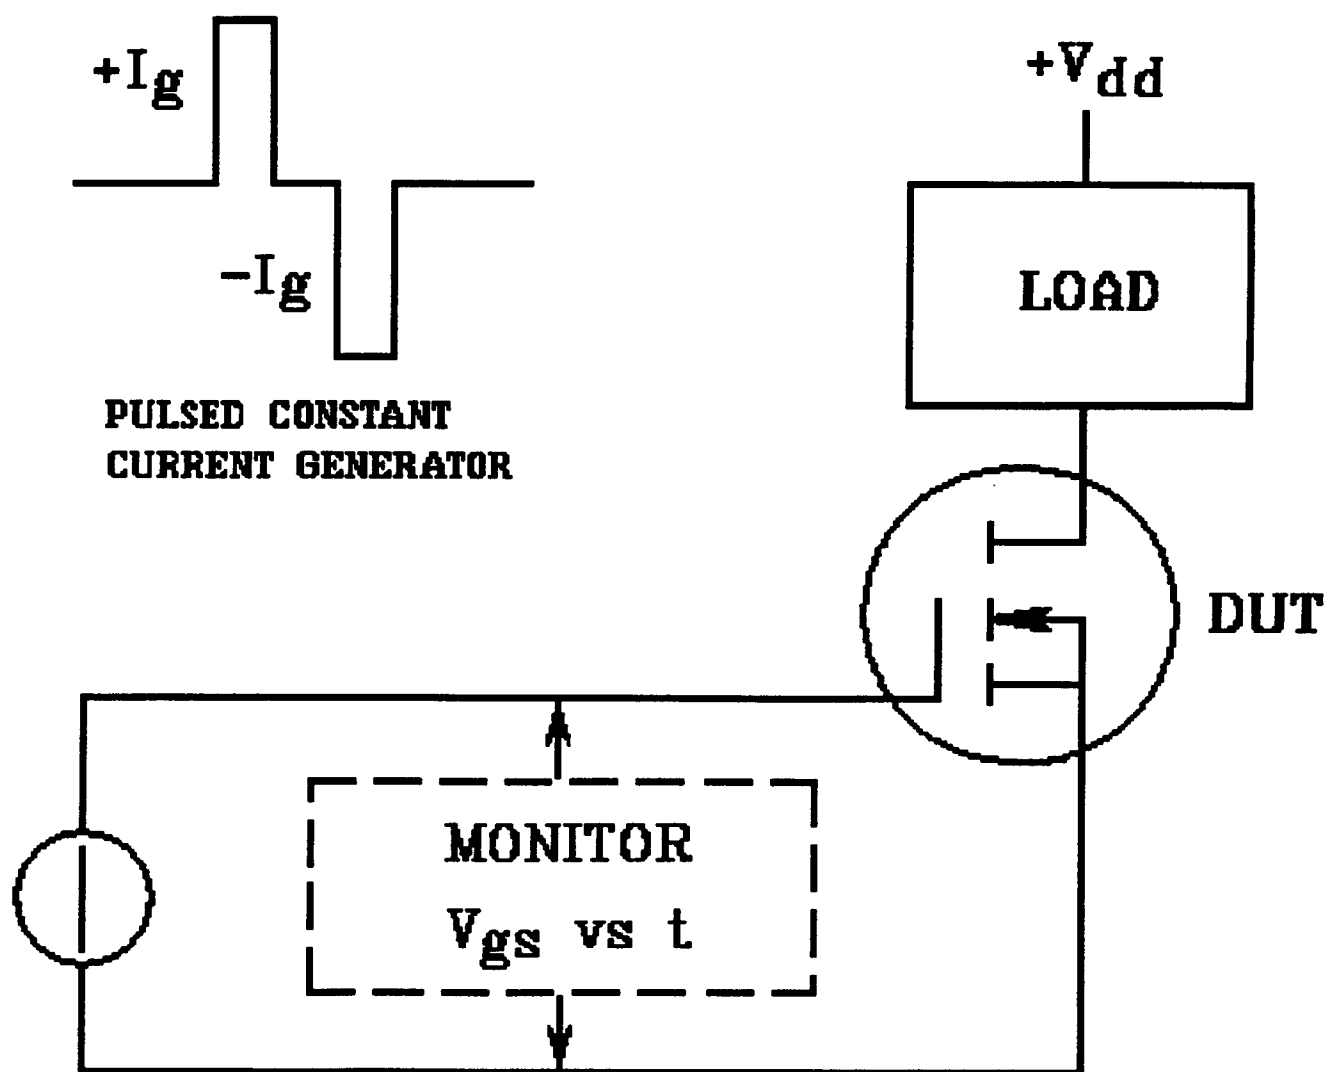 +Ig
-Ig
PULSED CONSTANT
CURRENT GENERATOR
+Vdd
LOAD
DUT
MONITOR
Vgs vs t